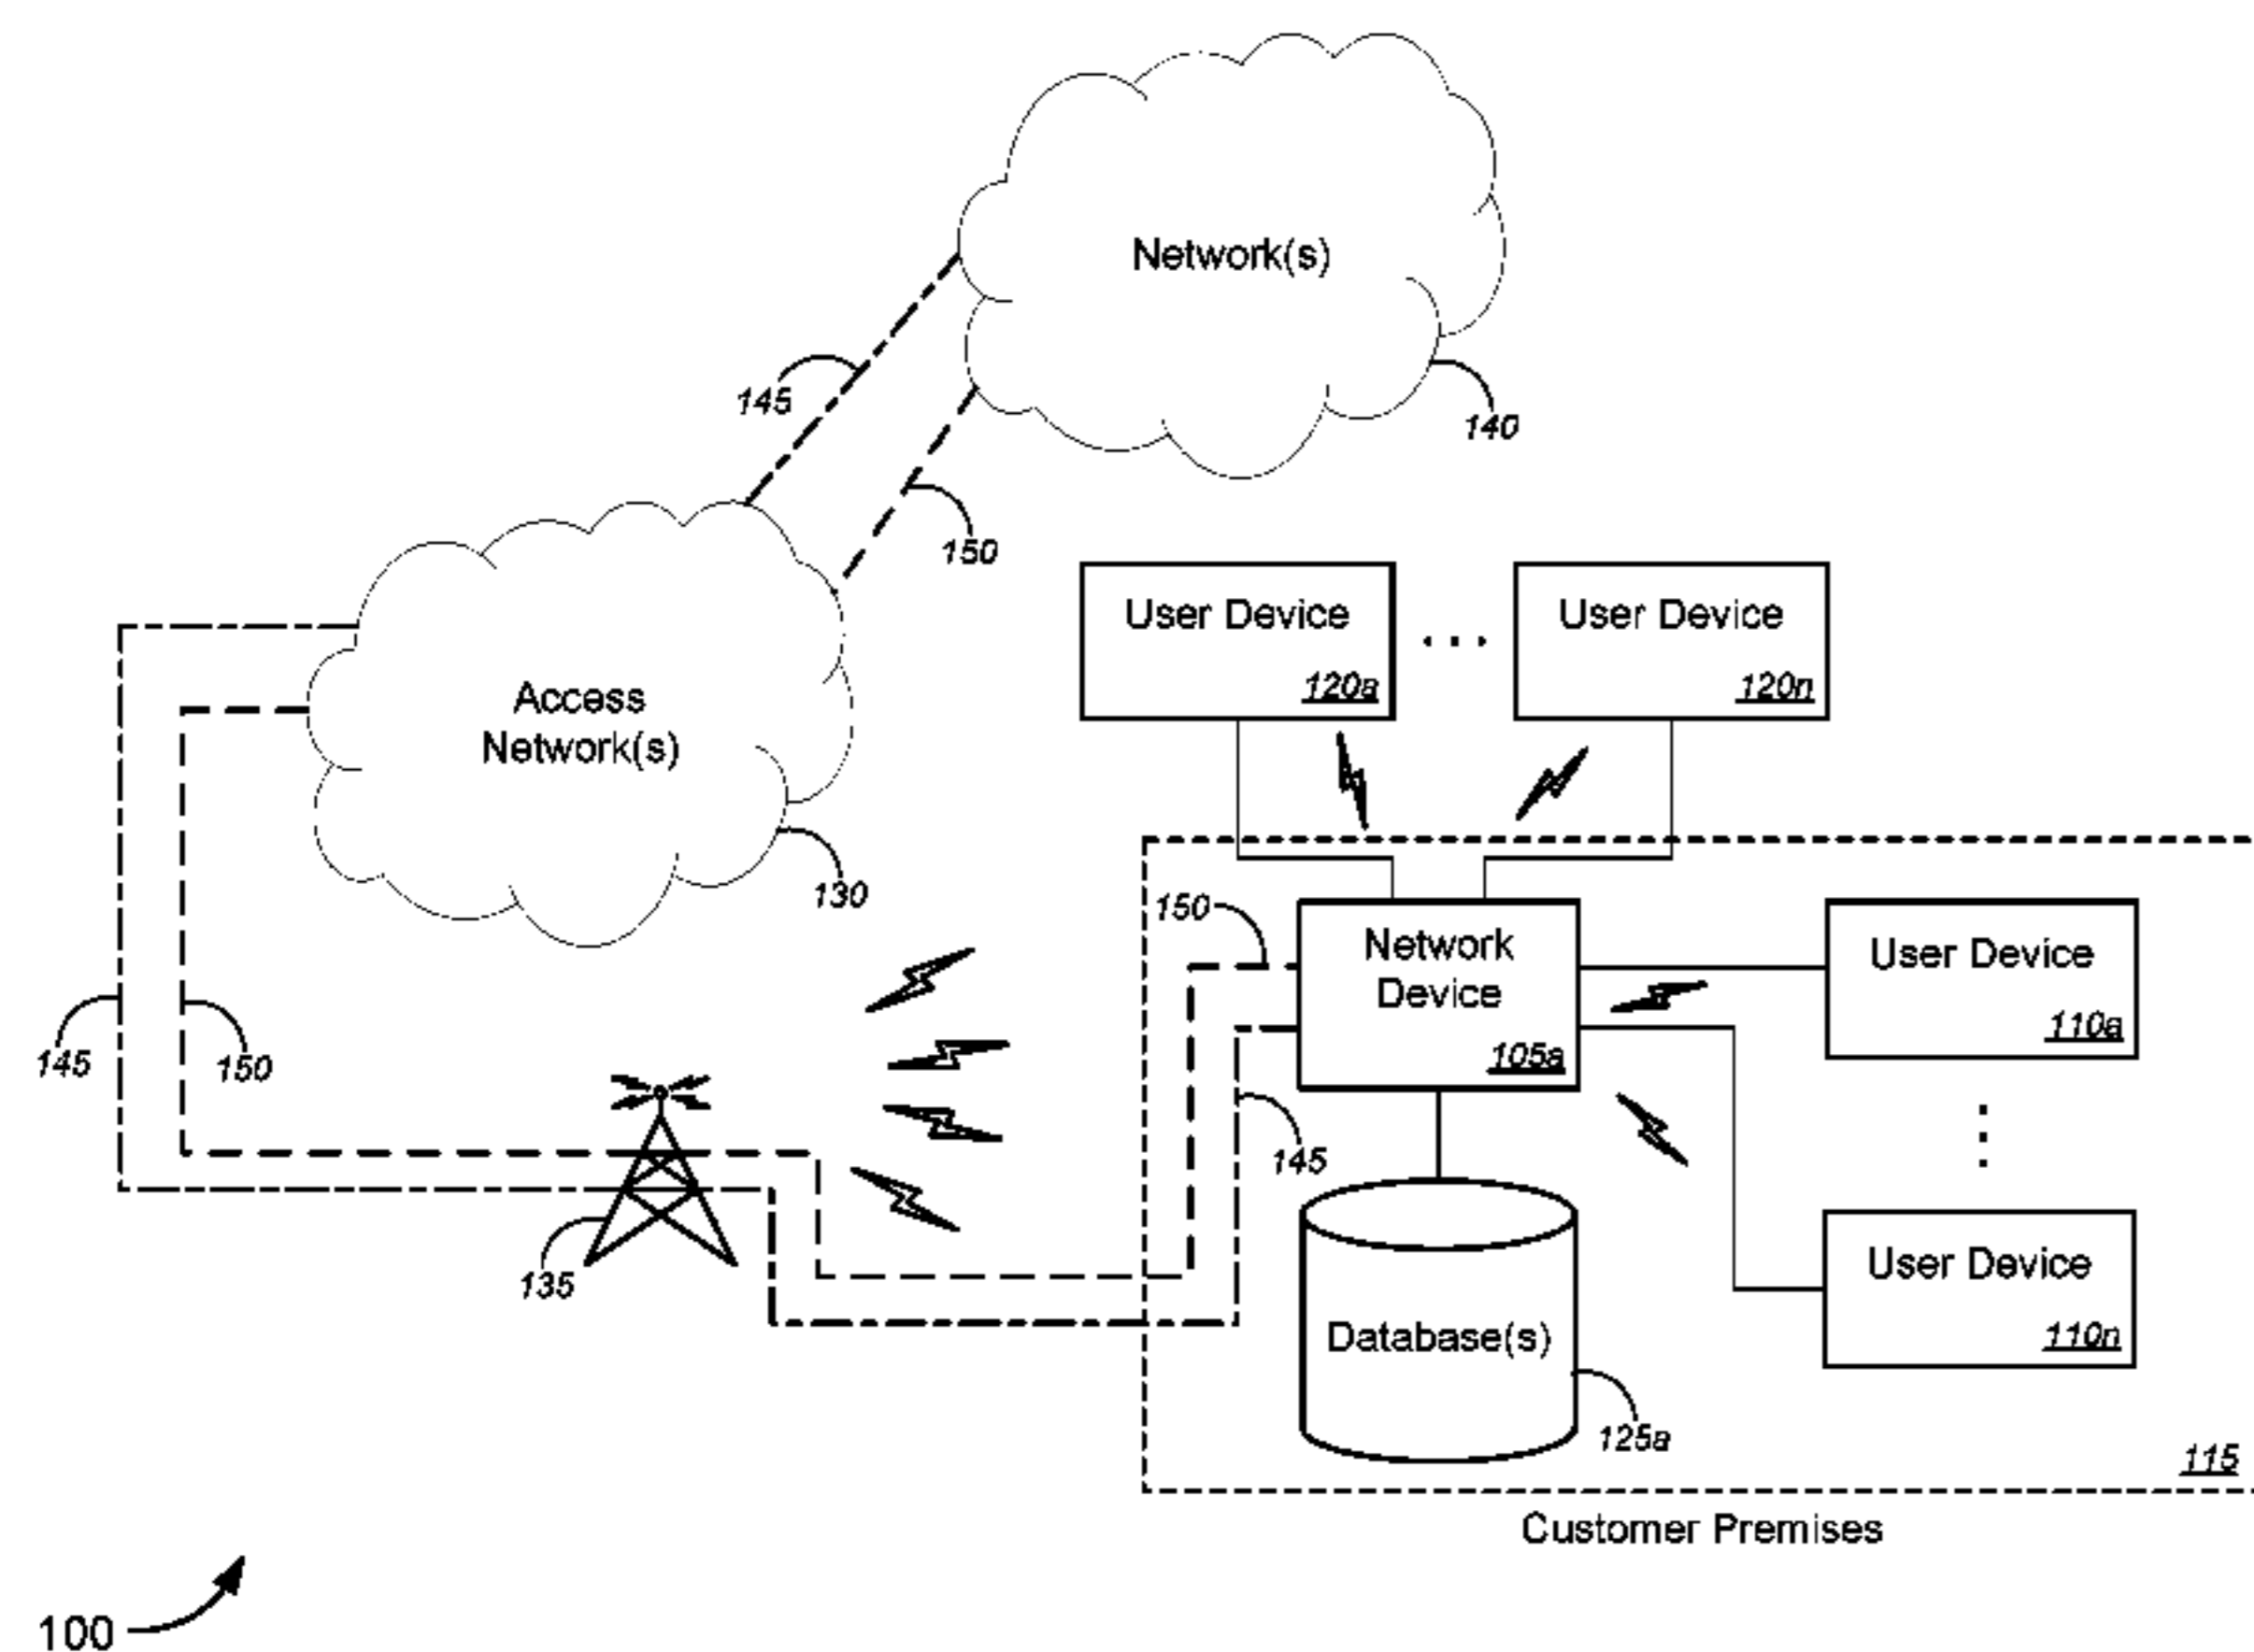 Network(s)
145
140
150
User Device
120a
...
User Device
120n
Access
Network(s)
130
150
Network
Device
105a
User Device
110a
145
150
145
135
User Device
110n
Database(s)
125a
115
Customer Premises
100